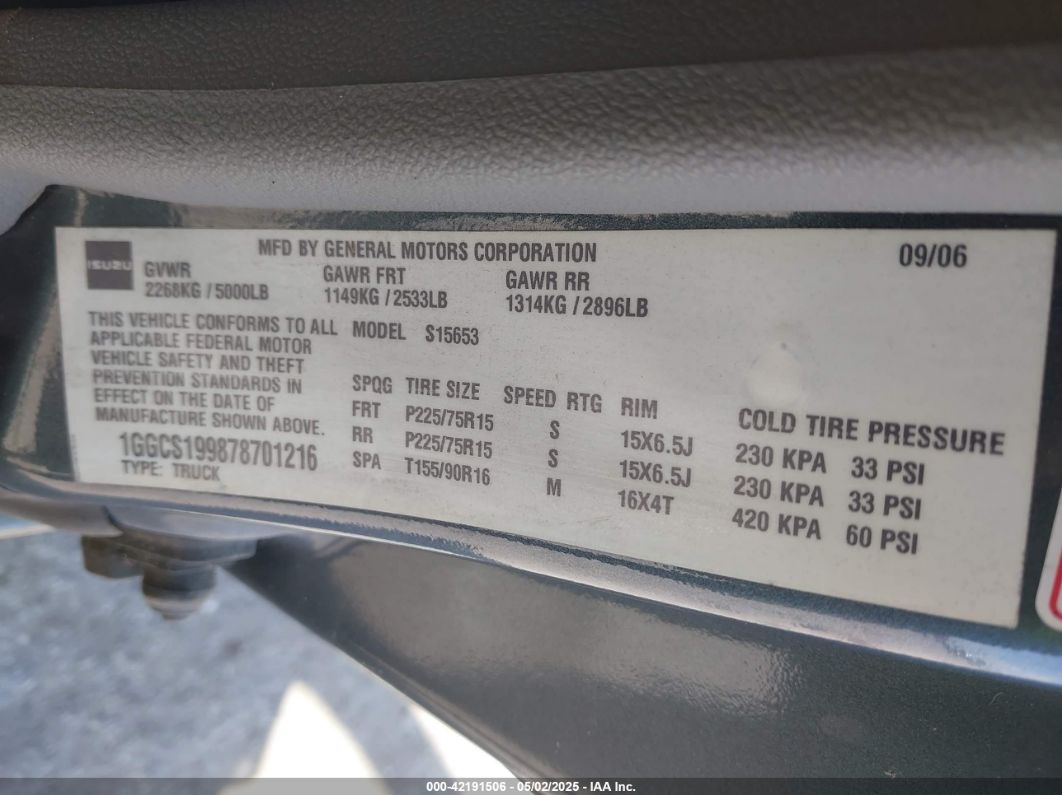 ISUZU
MFD BY GENERAL MOTORS CORPORATION
09/06
GVWR GAWR FRT GAWR RR
2268KG / 5000LB 1149KG / 2533LB 1314KG / 2896LB
THIS VEHICLE CONFORMS TO ALL
APPLICABLE FEDERAL MOTOR
VEHICLE SAFETY AND THEFT
PREVENTION STANDARDS IN
EFFECT ON THE DATE OF
MANUFACTURE SHOWN ABOVE.
1GGCS199878701216
TYPE: TRUCK
MODEL S15653
SPQG TIRE SIZE SPEED RTG RIM COLD TIRE PRESSURE
FRT P225/75R15 S 15X6.5J 230 KPA 33 PSI
RR P225/75R15 S 15X6.5J 230 KPA 33 PSI
SPA T155/90R16 M 16X4T 420 KPA 60 PSI
000-42191506 - 05/02/2025 - IAA Inc.